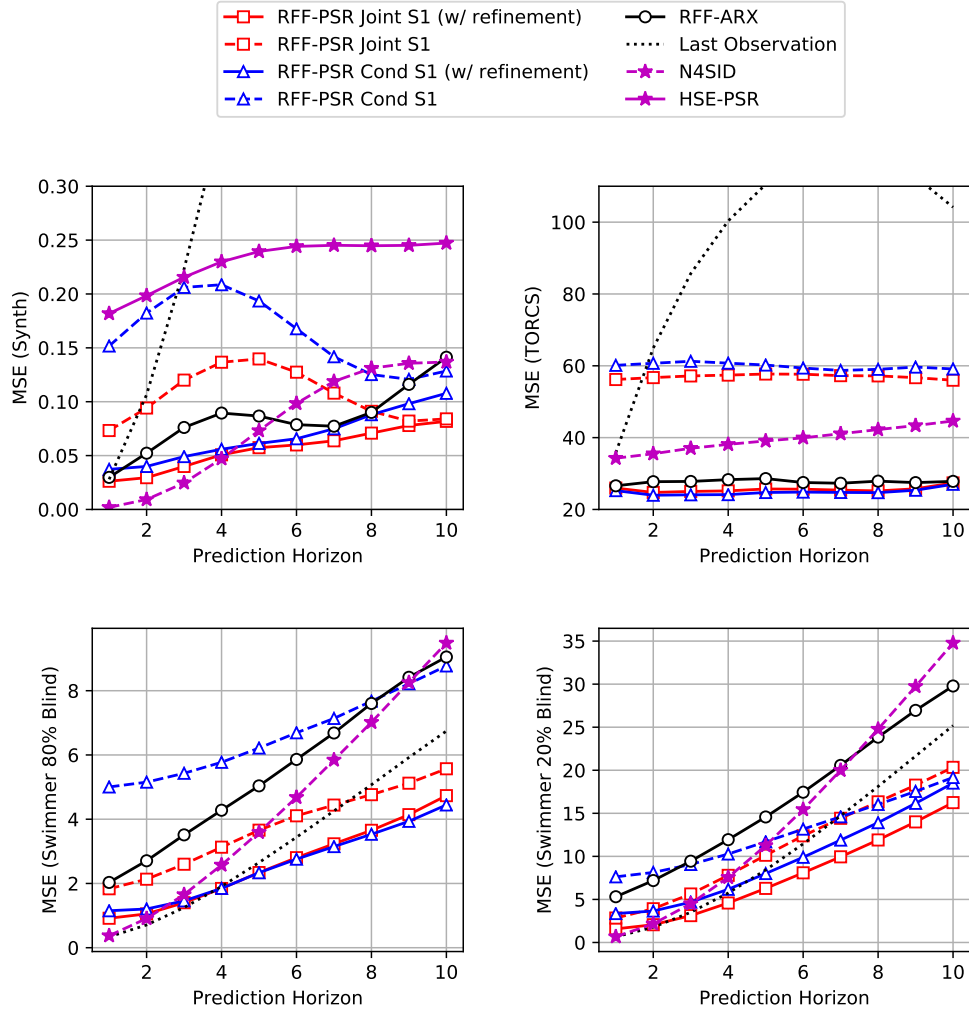 RFF-PSR Joint S1 (w/ refinement)
RFF-PSR Joint S1
RFF-PSR Cond S1 (w/ refinement)
RFF-PSR Cond S1
RFF-ARX
Last Observation
N4SID
HSE-PSR
MSE (Synth)
0.30
0.25
0.20
0.15
0.10
0.05
0.00
2 4 6 8 10
Prediction Horizon
MSE (TORCS)
100
80
60
40
20
2 4 6 8 10
Prediction Horizon
MSE (Swimmer 80% Blind)
8
6
4
2
0
2 4 6 8 10
Prediction Horizon
MSE (Swimmer 20% Blind)
35
30
25
20
15
10
5
0
2 4 6 8 10
Prediction Horizon